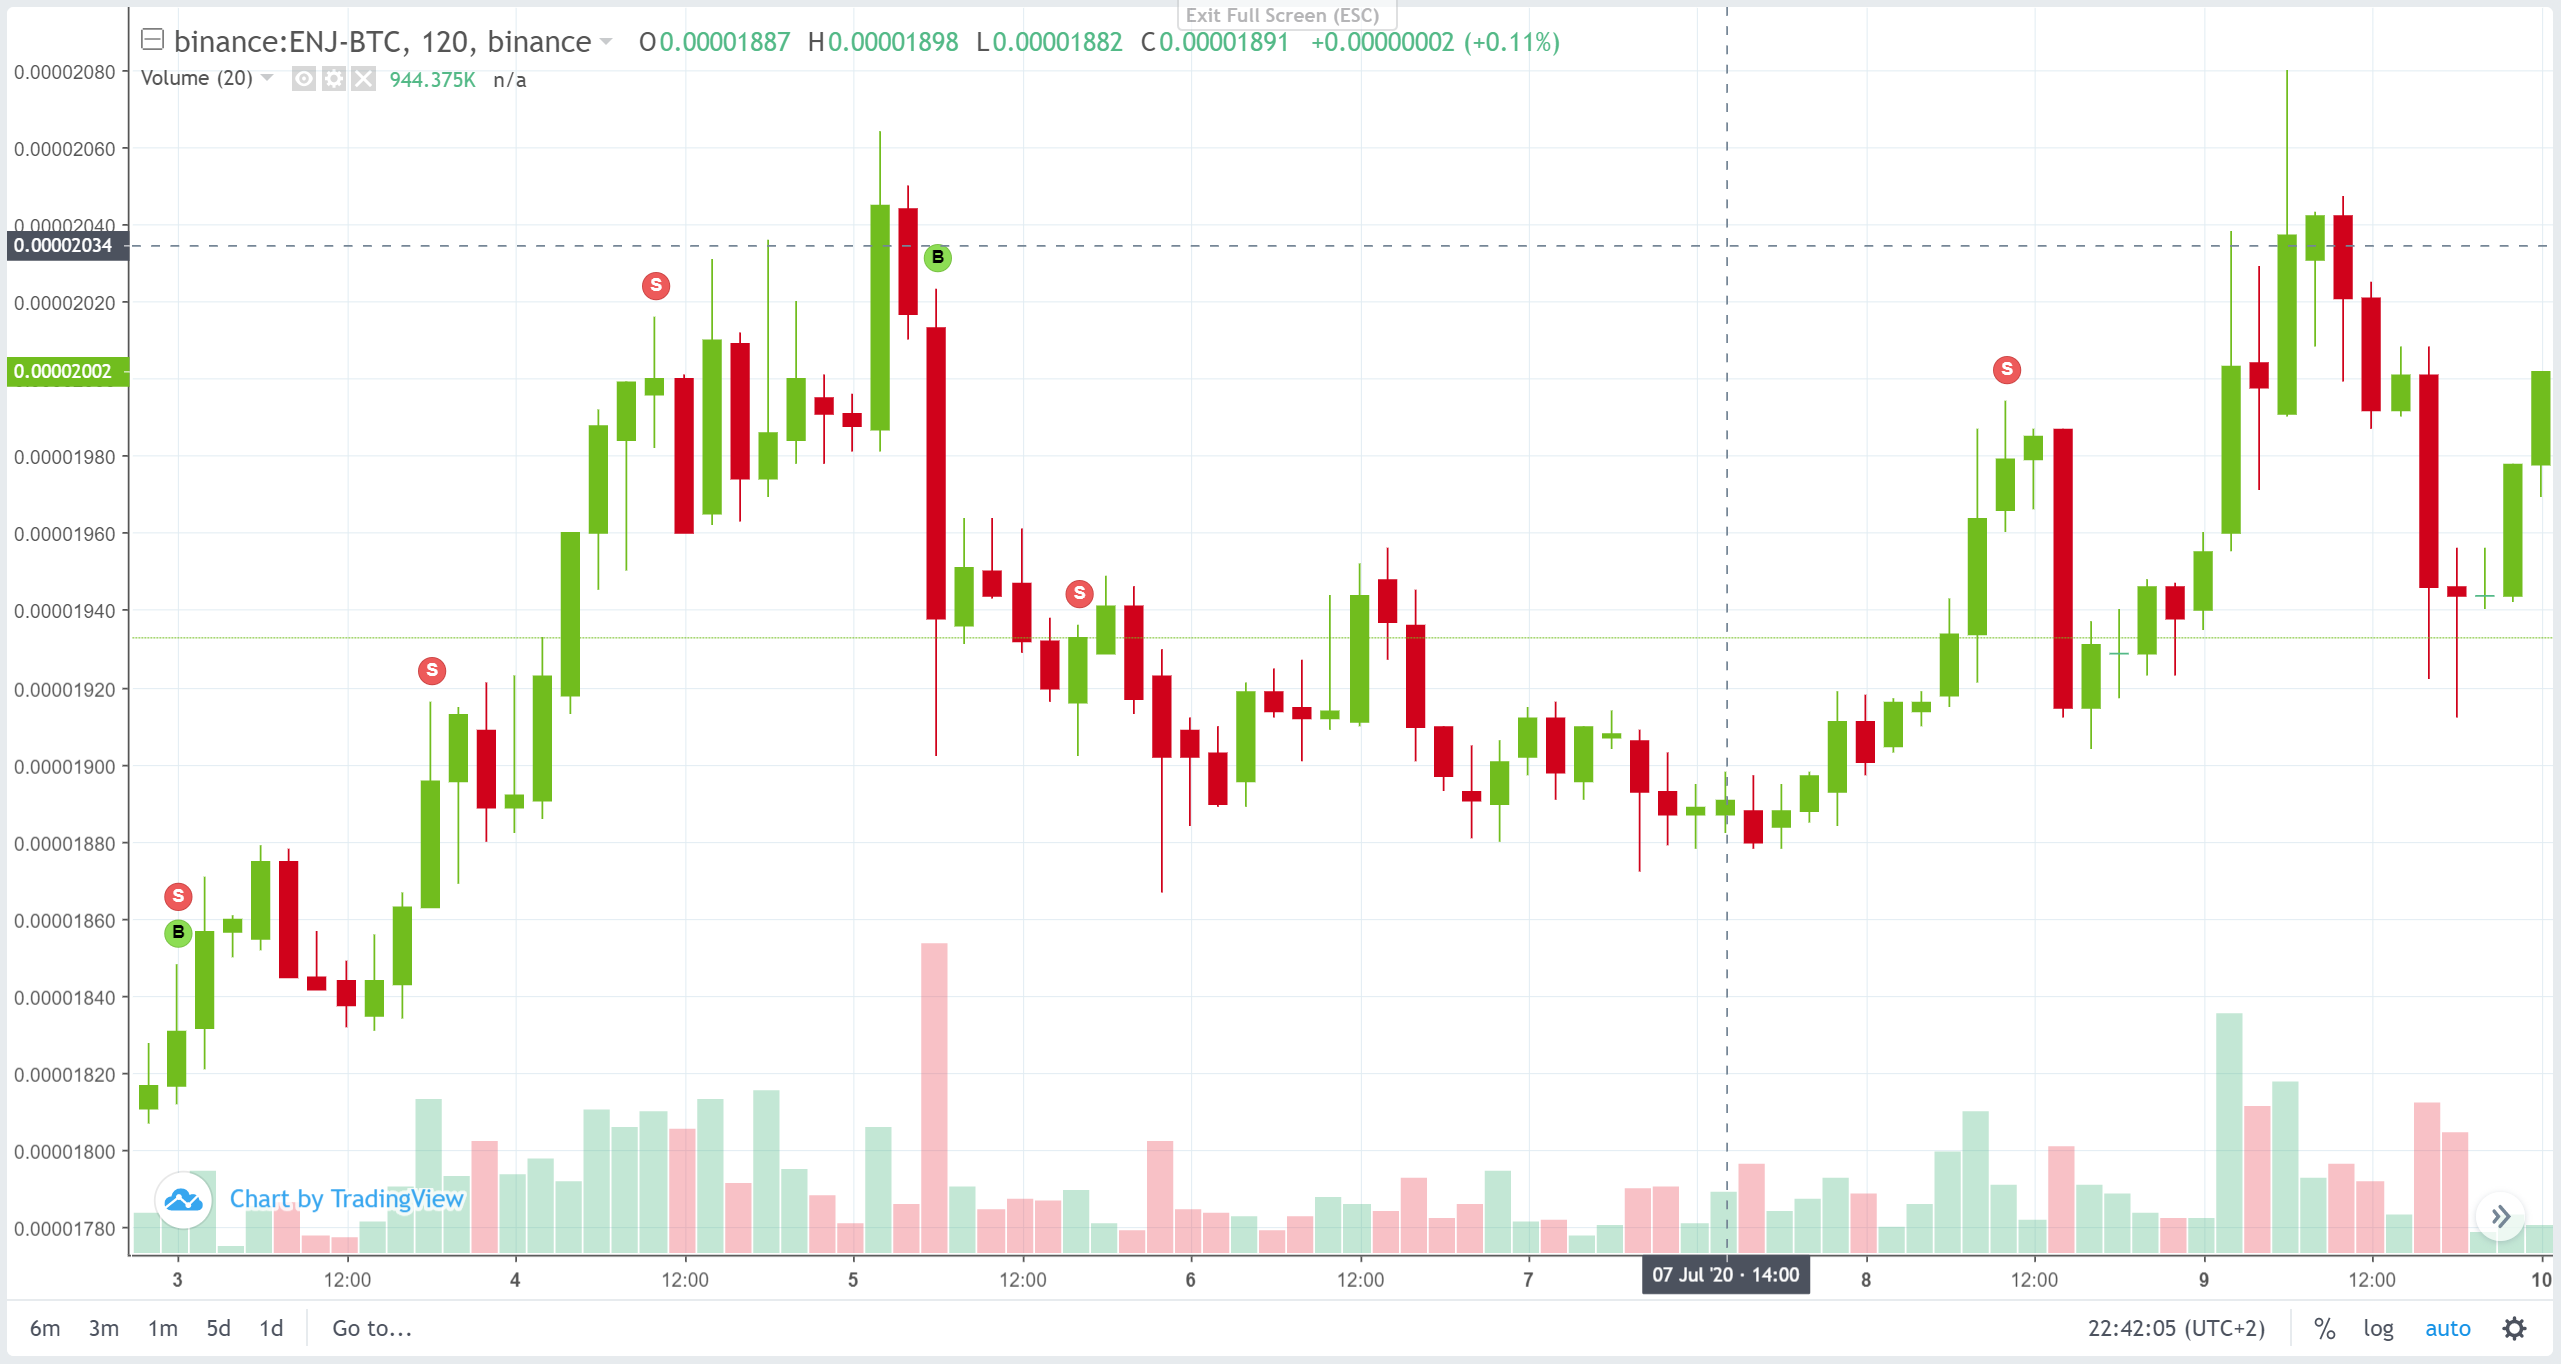 Exit Full Screen (ESC)
binance:ENJ-BTC, 120, binance O0.00001887 H0.00001898 L0.00001882 C0.00001891 +0.00000002 (+0.11%)
Volume (20) 944.375K n/a
0.00002080
0.00002060
0.00002040
0.00002034
0.00002020
0.00002002
0.00001980
0.00001960
0.00001940
0.00001920
0.00001900
0.00001880
0.00001860
0.00001840
0.00001820
0.00001800
0.00001780
B
S
S
S
S
S
B
Chart by TradingView
3 12:00 4 12:00 5 12:00 6 12:00 7 07 Jul '20 · 14:00 8 12:00 9 12:00 10
6m 3m 1m 5d 1d Go to... 22:42:05 (UTC+2) % log auto